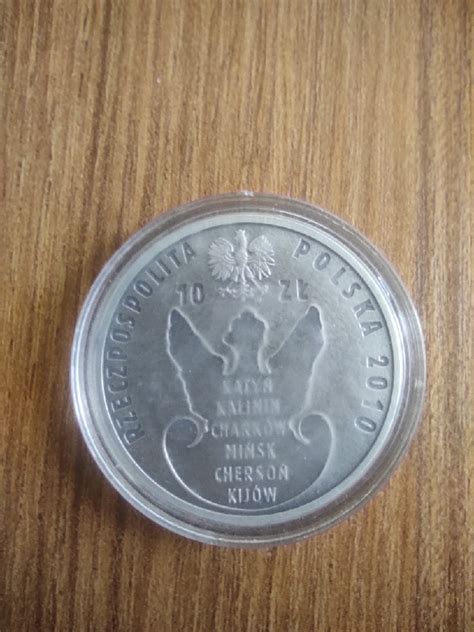 RZECZPOSPOLITA POLSKA 2010
10 ZŁ
KATYŃ
KALININ
CHARKÓW
MIŃSK
CHERSOŃ
KIJÓW